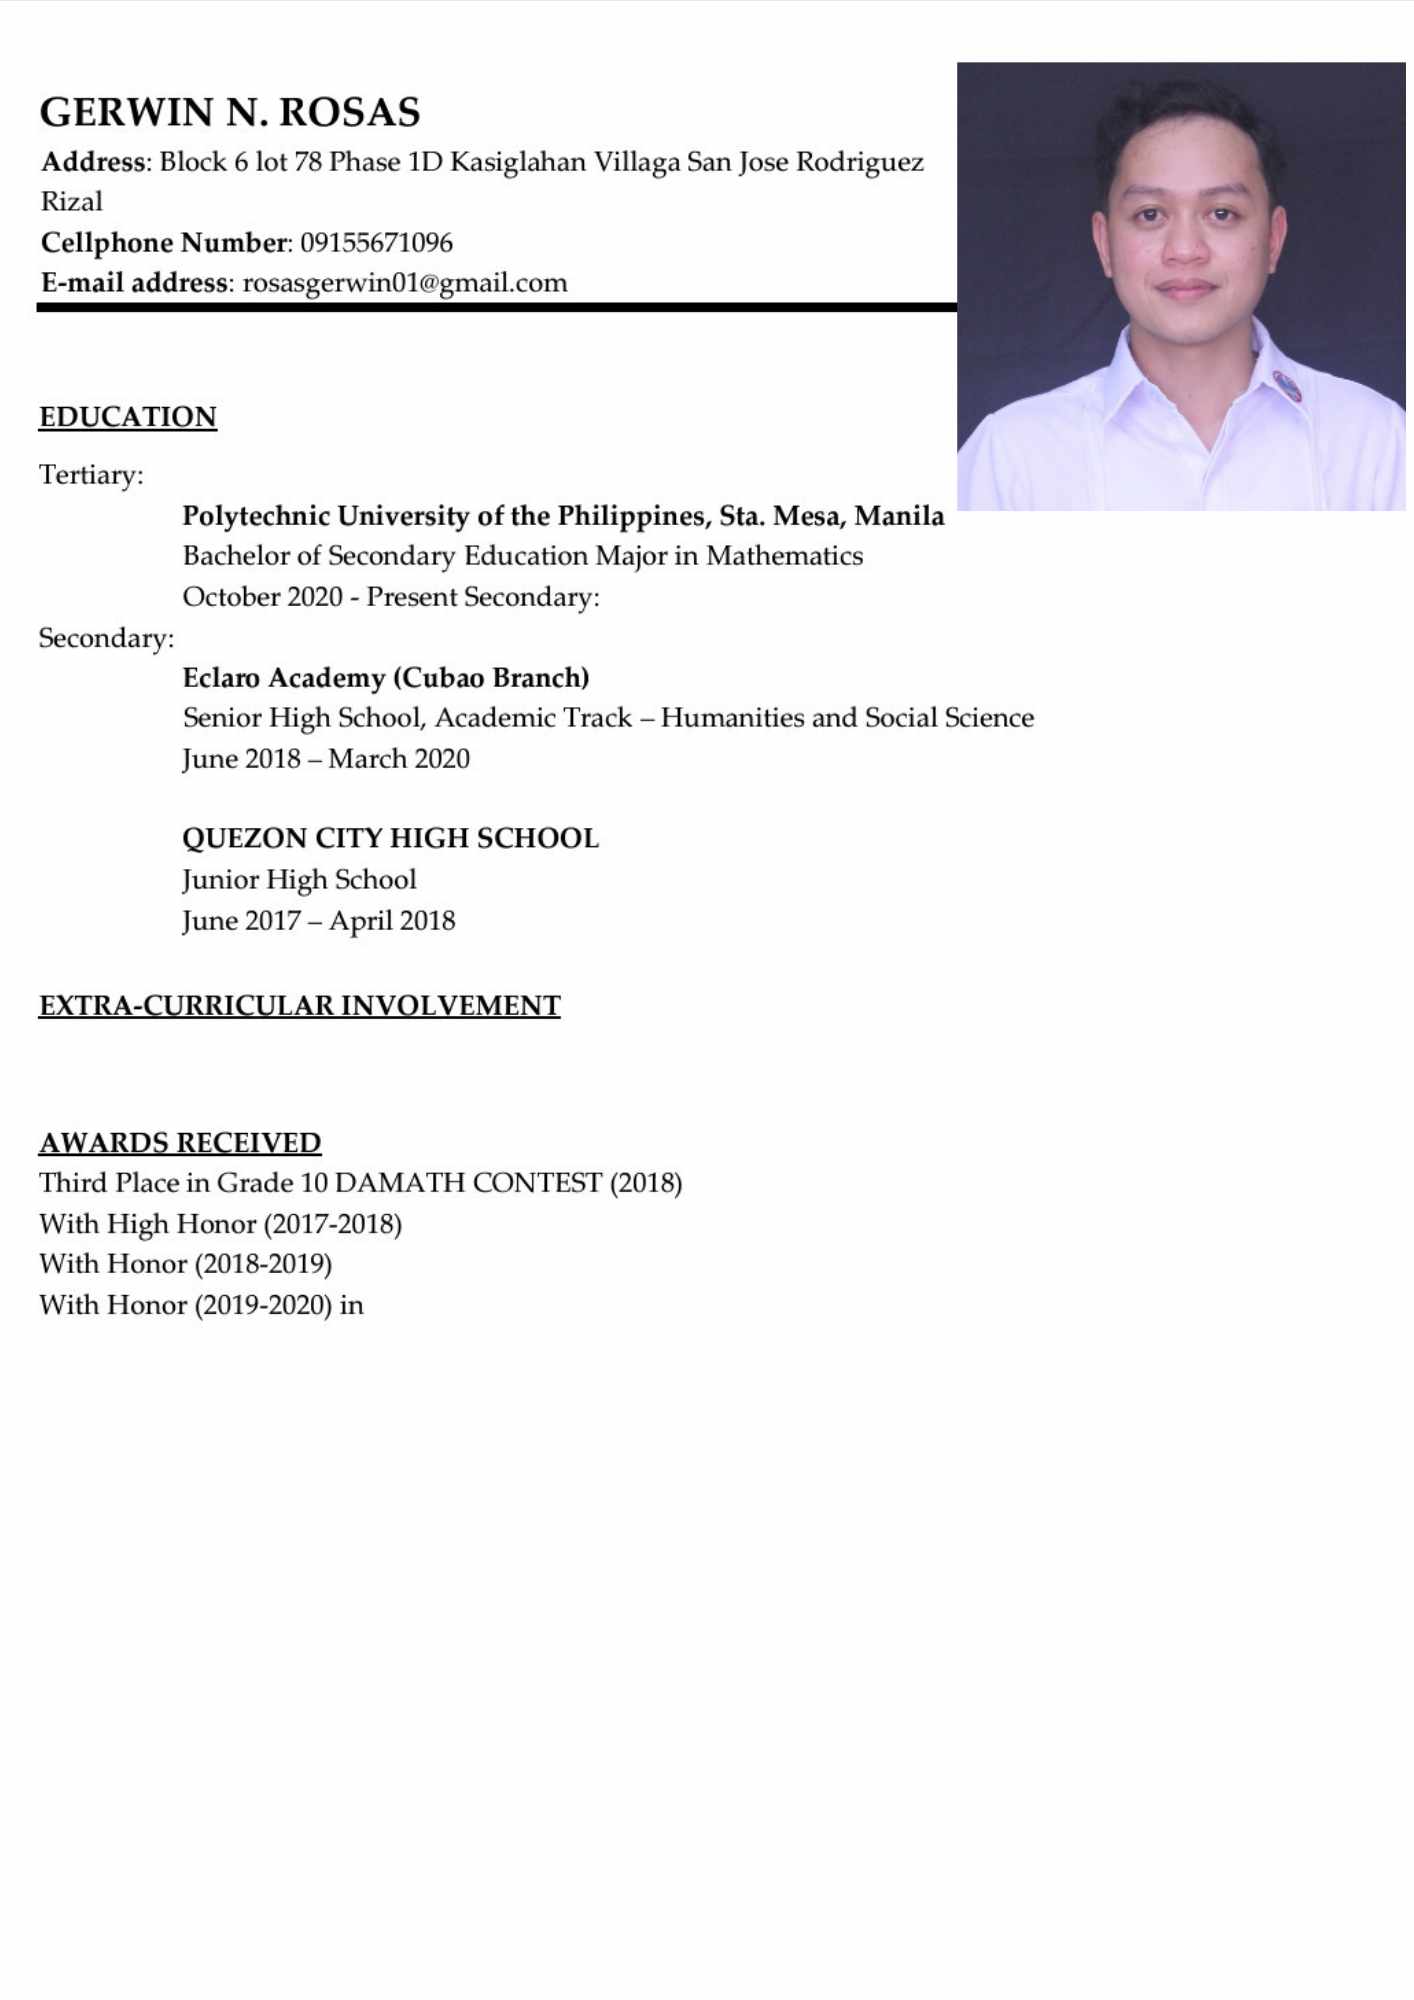 GERWIN N. ROSAS
Address: Block 6 lot 78 Phase 1D Kasiglahan Villaga San Jose Rodriguez
Rizal
Cellphone Number: 09155671096
E-mail address: rosasgerwin01@gmail.com
EDUCATION
Tertiary:
Polytechnic University of the Philippines, Sta. Mesa, Manila
Bachelor of Secondary Education Major in Mathematics
October 2020 - Present Secondary:
Secondary:
Eclaro Academy (Cubao Branch)
Senior High School, Academic Track – Humanities and Social Science
June 2018 – March 2020
QUEZON CITY HIGH SCHOOL
Junior High School
June 2017 – April 2018
EXTRA-CURRICULAR INVOLVEMENT
AWARDS RECEIVED
Third Place in Grade 10 DAMATH CONTEST (2018)
With High Honor (2017-2018)
With Honor (2018-2019)
With Honor (2019-2020) in